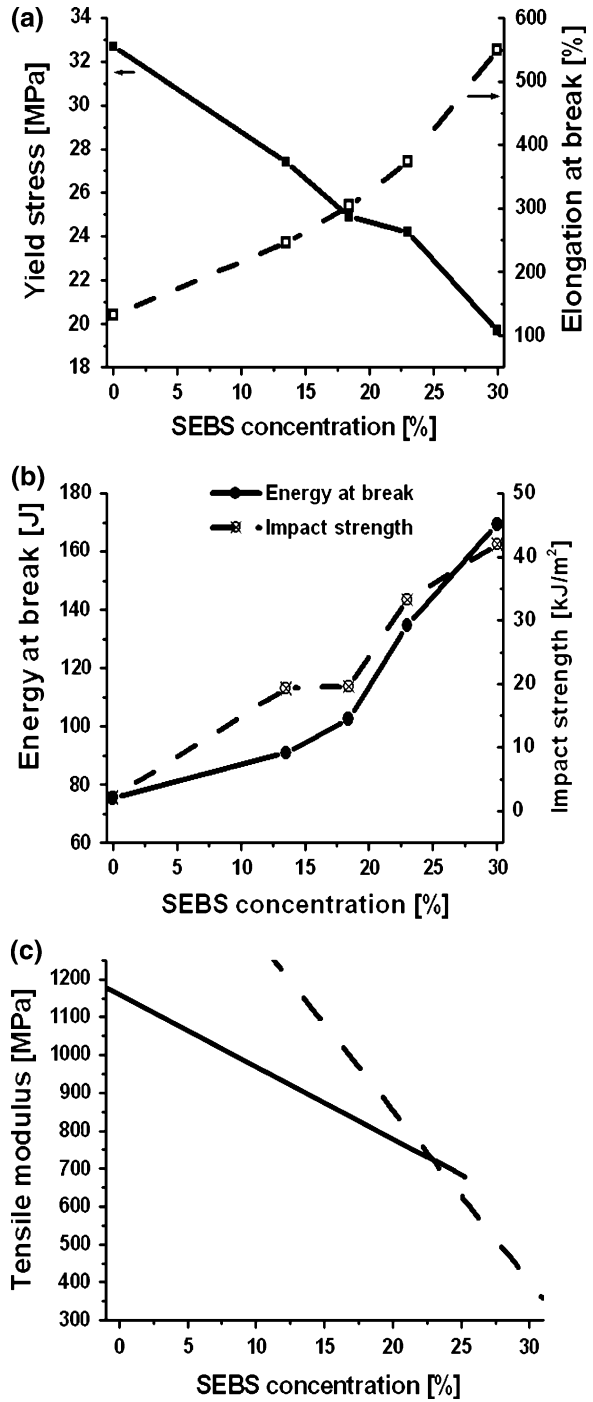 (a)
34
32
30
28
26
24
22
20
18
Yield stress [MPa]
600
500
400
300
200
100
Elongation at break [%]
0 5 10 15 20 25 30
SEBS concentration [%]
(b)
180
160
140
120
100
80
60
Energy at break [J]
Energy at break
Impact strength
50
40
30
20
10
0
Impact strength [kJ/m²]
0 5 10 15 20 25 30
SEBS concentration [%]
(c)
1200
1100
1000
900
800
700
600
500
400
300
Tensile modulus [MPa]
0 5 10 15 20 25 30
SEBS concentration [%]